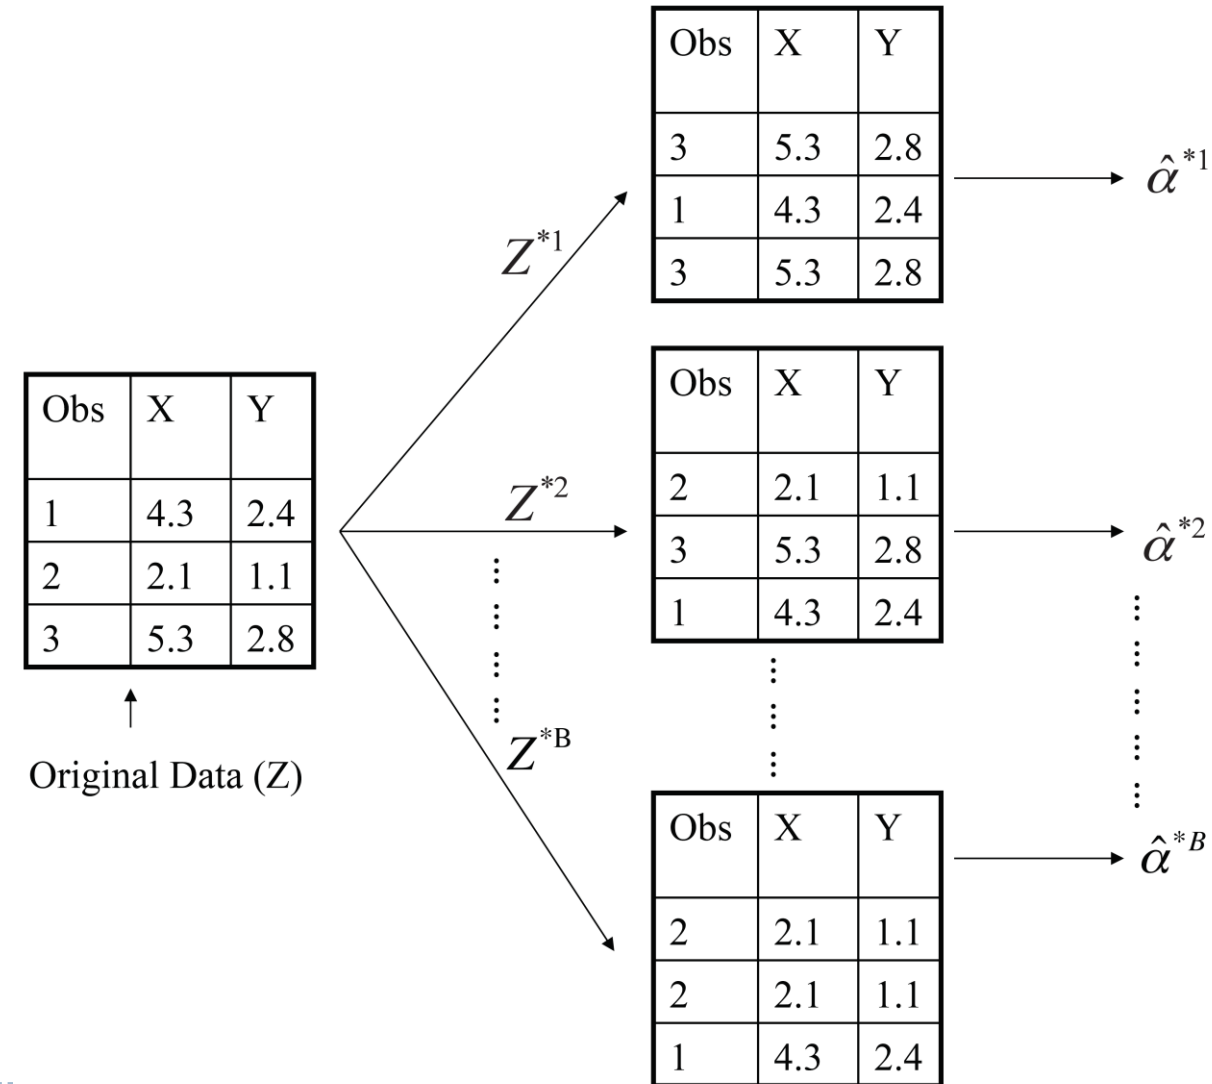 Obs X Y
3 5.3 2.8
1 4.3 2.4
3 5.3 2.8
α̂*1
Z*1
Obs X Y
1 4.3 2.4
2 2.1 1.1
3 5.3 2.8
Original Data (Z)
Z*2
Obs X Y
2 2.1 1.1
3 5.3 2.8
1 4.3 2.4
α̂*2
Z*B
Obs X Y
2 2.1 1.1
2 2.1 1.1
1 4.3 2.4
α̂*B